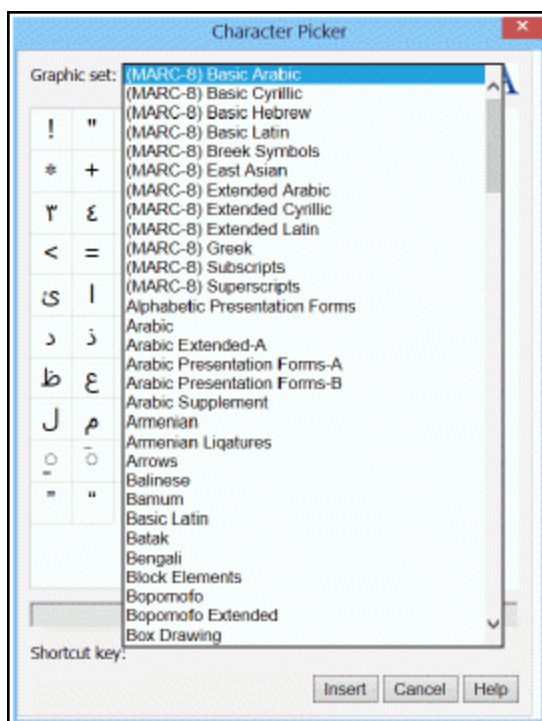 Character Picker
Graphic set: (MARC-8) Basic Arabic
(MARC-8) Basic Cyrillic
(MARC-8) Basic Hebrew
! " (MARC-8) Basic Latin
(MARC-8) Breek Symbols
* + (MARC-8) East Asian
(MARC-8) Extended Arabic
٣ ٤ (MARC-8) Extended Cyrillic
(MARC-8) Extended Latin
< = (MARC-8) Greek
(MARC-8) Subscripts
(MARC-8) Superscripts
ئ ا Alphabetic Presentation Forms
Arabic
د ذ Arabic Extended-A
Arabic Presentation Forms-A
ظ ع Arabic Presentation Forms-B
Arabic Supplement
ل م Armenian
Armenian Ligatures
Arrows
Balinese
" “ Bamum
Basic Latin
Batak
Bengali
Block Elements
Bopomofo
Bopomofo Extended
Box Drawing
Shortcut key:
Insert Cancel Help